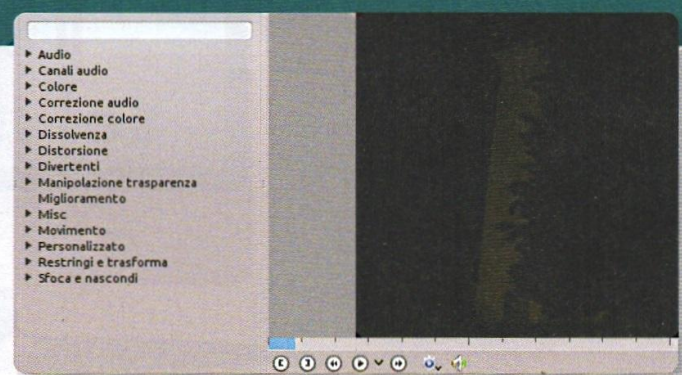 Audio
Canali audio
Colore
Correzione audio
Correzione colore
Dissolvenza
Distorsione
Divertenti
Manipolazione trasparenza
Miglioramento
Misc
Movimento
Personalizzato
Restringi e trasforma
Sfoca e nascondi